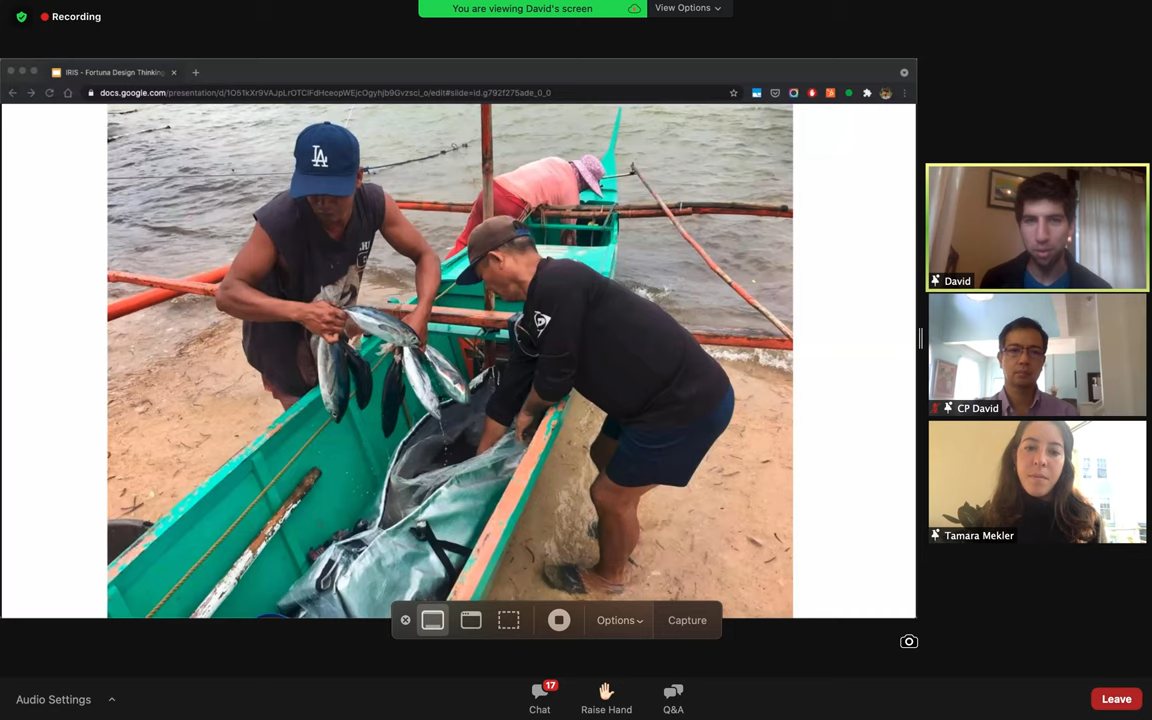 Recording
You are viewing David's screen
View Options
IRIS - Fortuna Design Thinking
docs.google.com/presentation/d/1O51kXr9VAJpLrOTClFdHceopWEjcOgyhjb9Gvzsci_o/edit#slide=id.g792f275ade_0_0
LA
David
CP David
Tamara Mekler
Options
Capture
Audio Settings
17
Chat
Raise Hand
Q&A
Leave